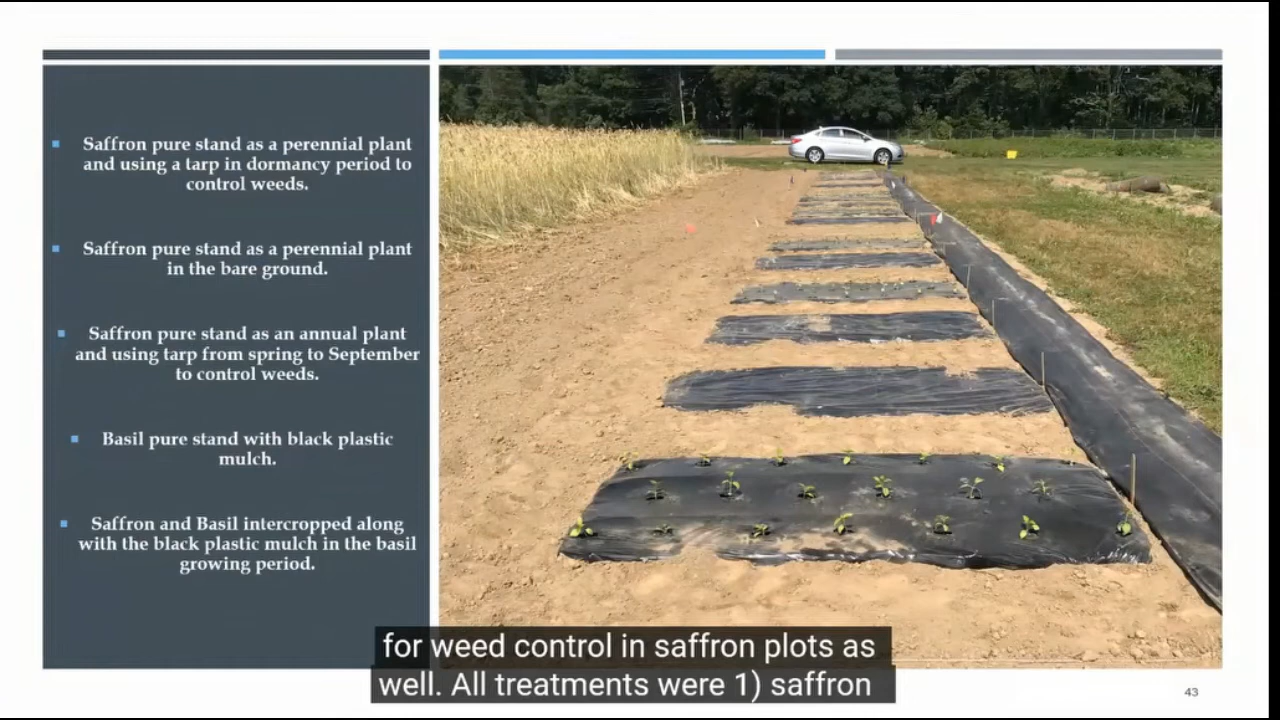 Saffron pure stand as a perennial plant
and using a tarp in dormancy period to
control weeds.
Saffron pure stand as a perennial plant
in the bare ground.
Saffron pure stand as an annual plant
and using tarp from spring to September
to control weeds.
Basil pure stand with black plastic
mulch.
Saffron and Basil intercropped along
with the black plastic mulch in the basil
growing period.
for weed control in saffron plots as
well. All treatments were 1) saffron
43